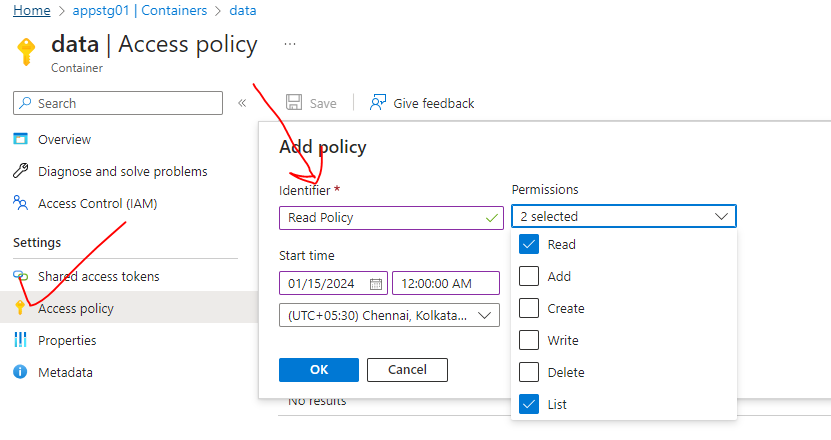 Home > appstg01 | Containers > data
data | Access policy ...
Container
Search
«
Save
Give feedback
Overview
Diagnose and solve problems
Access Control (IAM)
Settings
Shared access tokens
Access policy
Properties
Metadata
Add policy
Identifier *
Read Policy
Permissions
2 selected
Read
Add
Create
Write
Delete
List
Start time
01/15/2024
12:00:00 AM
(UTC+05:30) Chennai, Kolkata...
OK
Cancel
No results